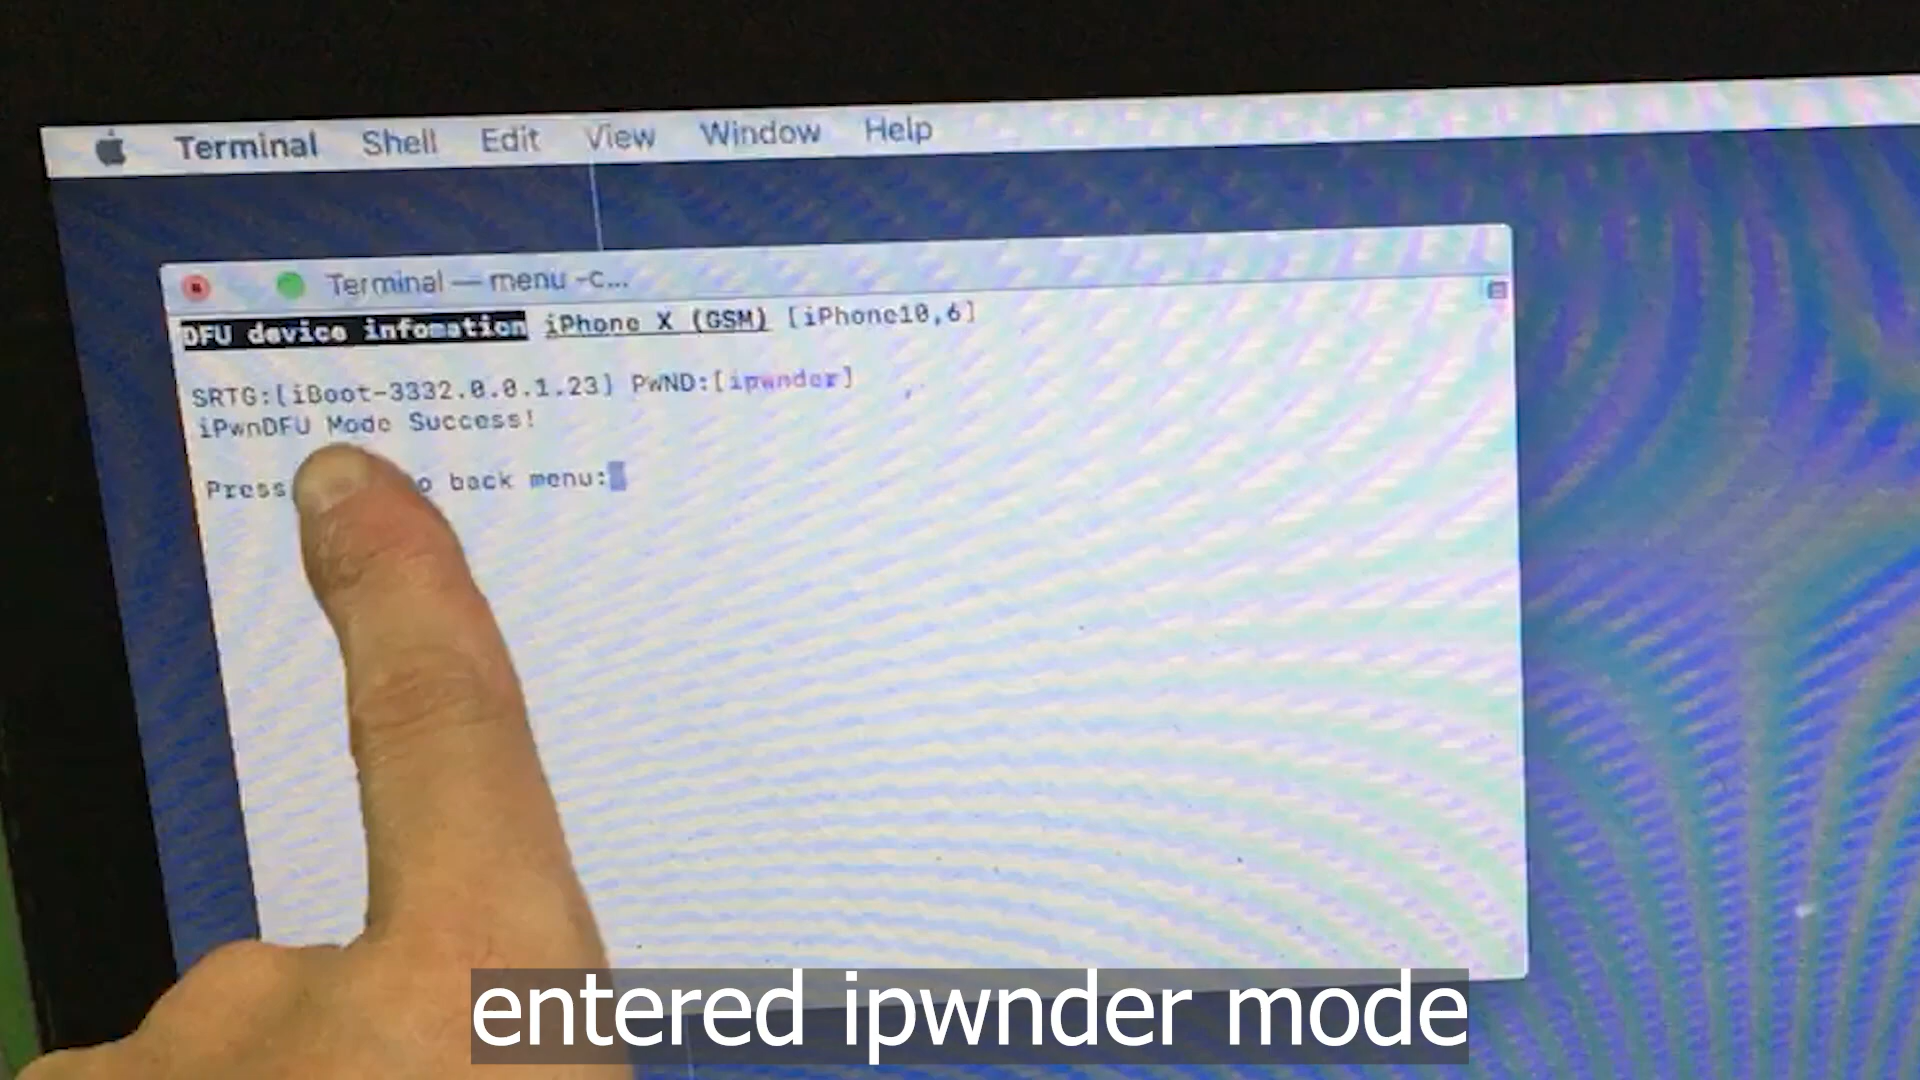 Terminal Shell Edit View Window Help
Terminal — menu -c...
DFU device infomation iPhone X (GSM) [iPhone10,6]
SRTG:[iBoot-3332.0.0.1.23] PWND:[ipwnder]
iPwnDFU Mode Success!
Press o back menu:
entered ipwnder mode